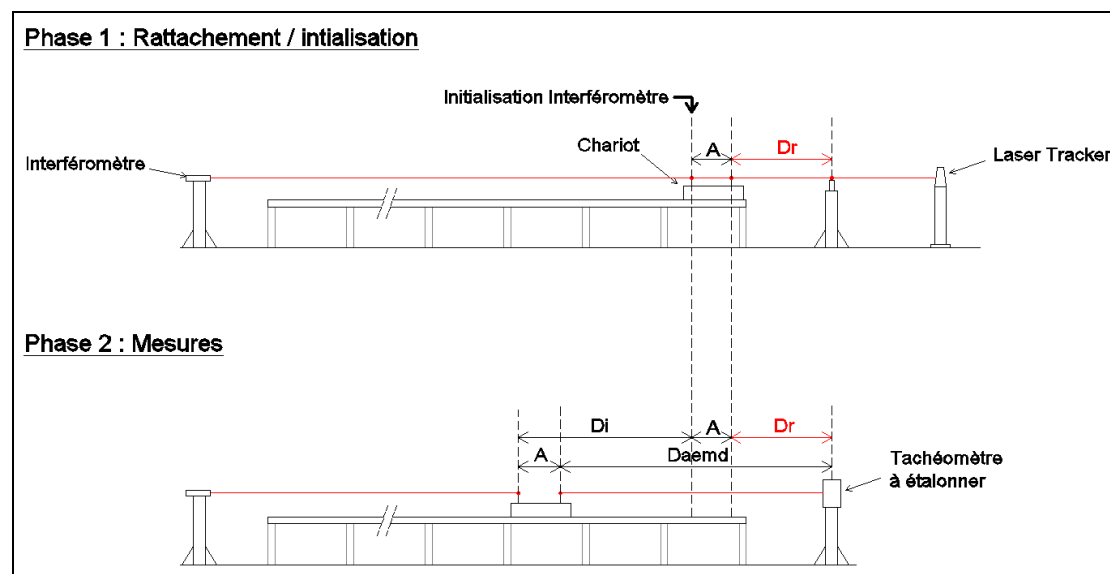 Phase 1 : Rattachement / intialisation
Initialisation Interféromètre
Interféromètre
Chariot
A
Dr
Laser Tracker
Phase 2 : Mesures
Di
A
Dr
A
Daemd
Tachéomètre
à étalonner